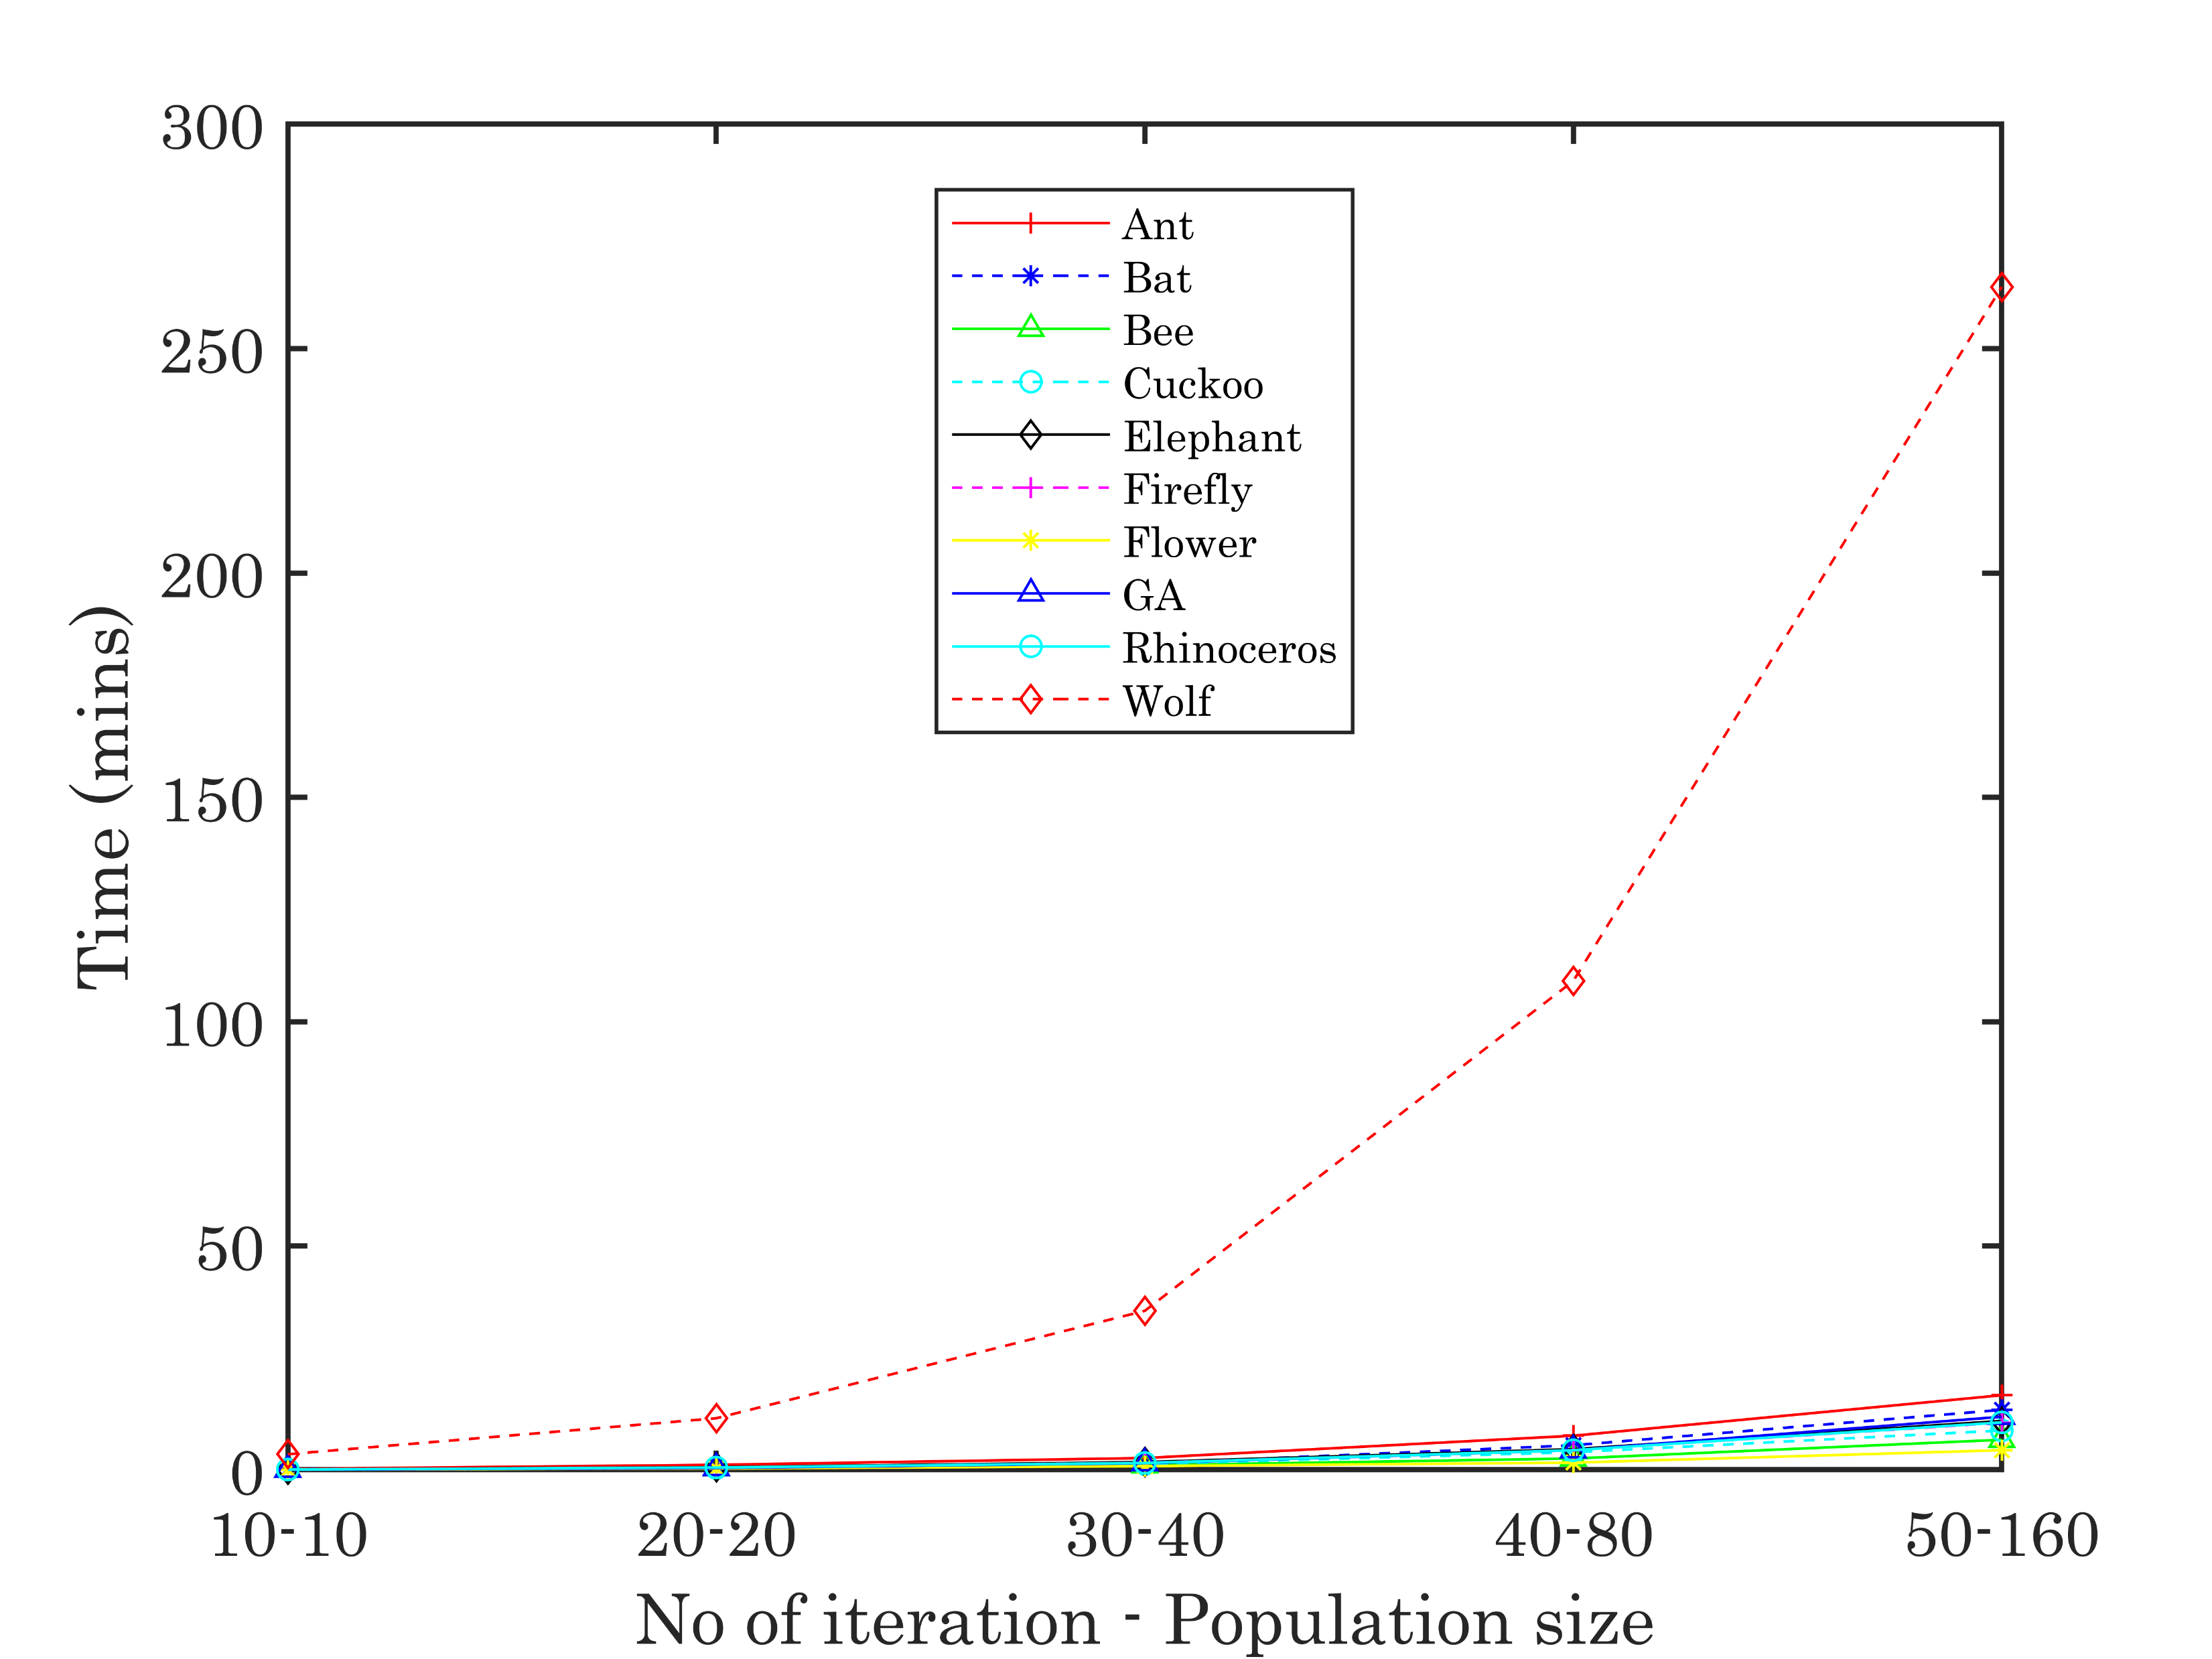 300
250
200
150
100
50
0
Time (mins)
Ant
Bat
Bee
Cuckoo
Elephant
Firefly
Flower
GA
Rhinoceros
Wolf
10-10 20-20 30-40 40-80 50-160
No of iteration - Population size